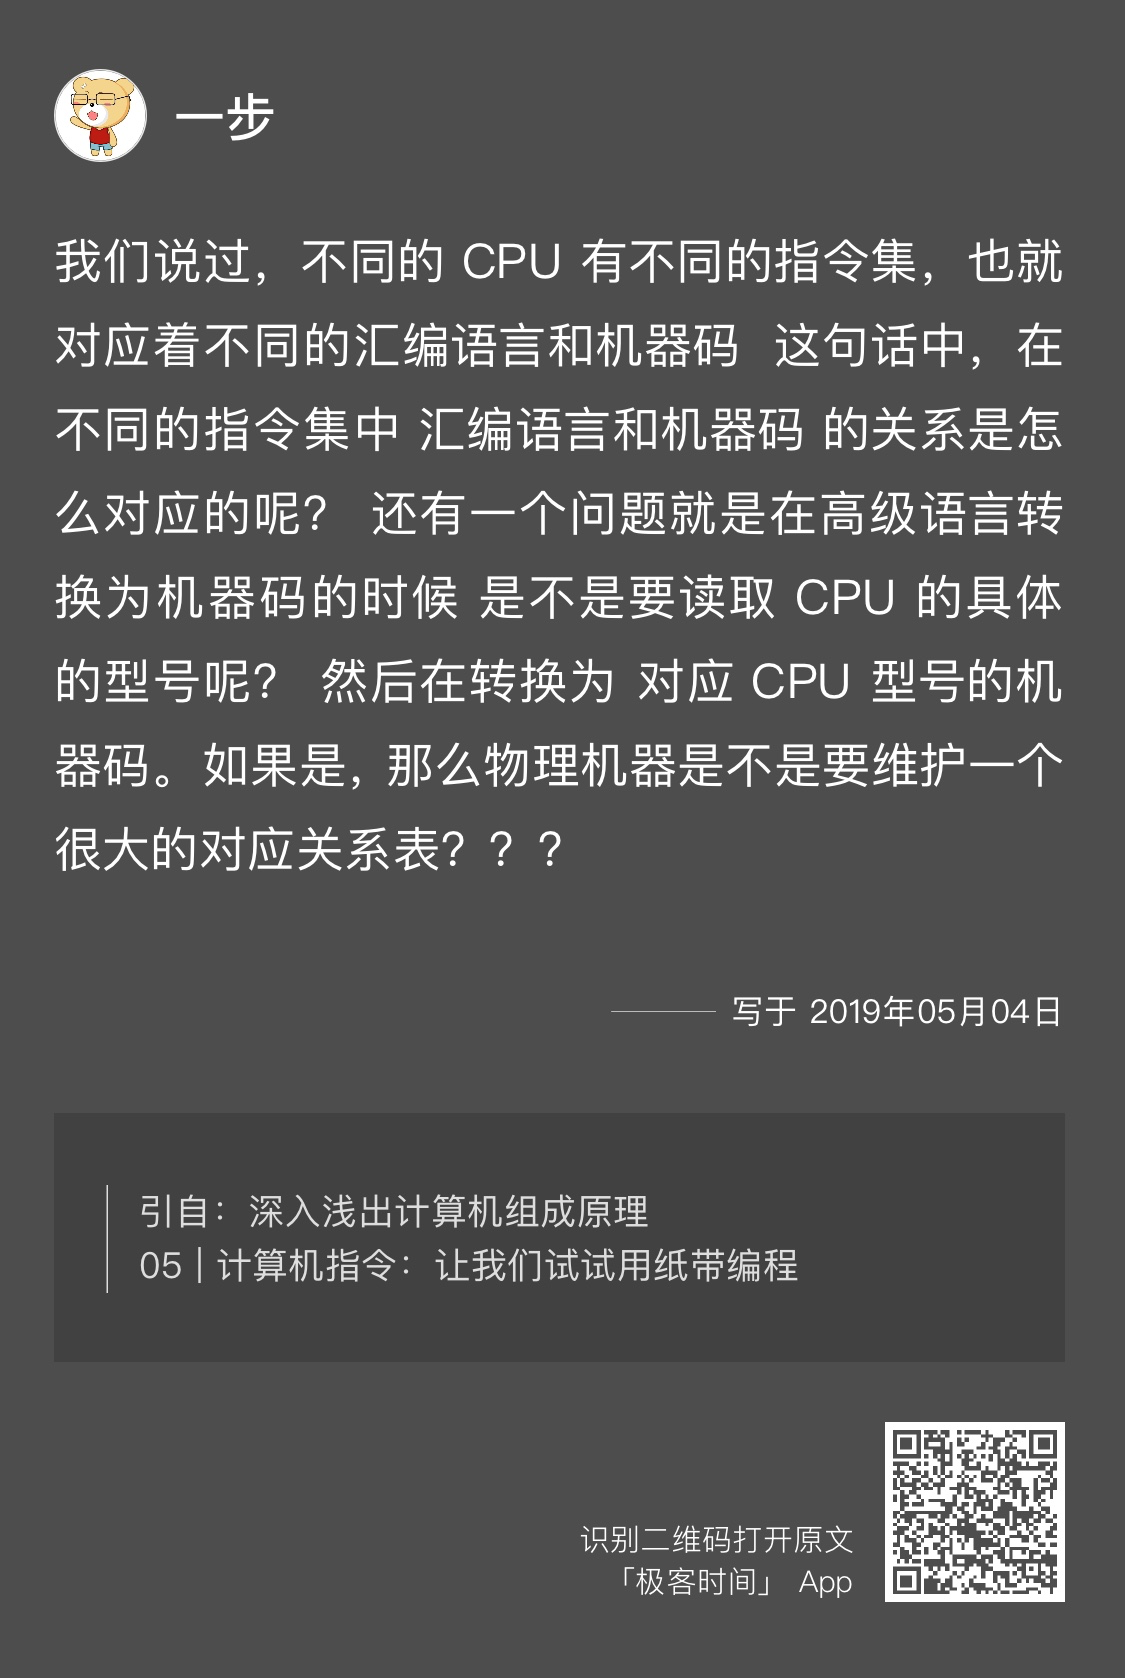 一步
我们说过，不同的 CPU 有不同的指令集，也就
对应着不同的汇编语言和机器码 这句话中，在
不同的指令集中 汇编语言和机器码 的关系是怎
么对应的呢？ 还有一个问题就是在高级语言转
换为机器码的时候 是不是要读取 CPU 的具体
的型号呢？ 然后在转换为 对应 CPU 型号的机
器码。如果是，那么物理机器是不是要维护一个
很大的对应关系表？？？
写于 2019年05月04日
引自：深入浅出计算机组成原理
05 | 计算机指令：让我们试试用纸带编程
识别二维码打开原文
「极客时间」 App